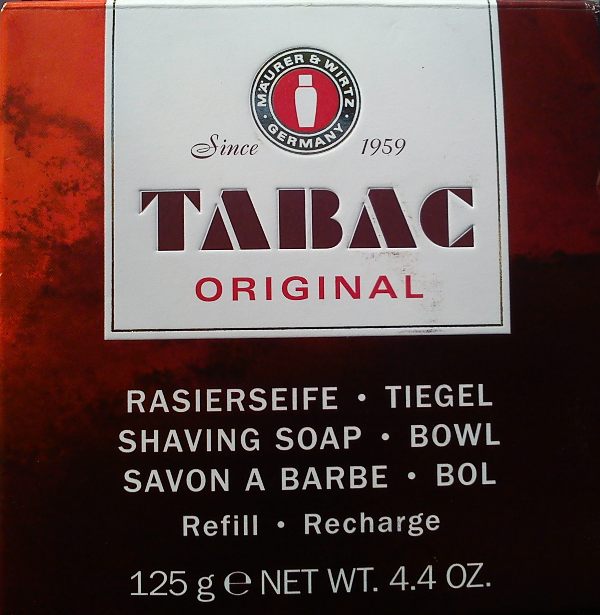 MÄURER & WIRTZ
· GERMANY ·
Since 1959
TABAC
ORIGINAL
RASIERSEIFE · TIEGEL
SHAVING SOAP · BOWL
SAVON A BARBE · BOL
Refill · Recharge
125 g ℮ NET WT. 4.4 OZ.